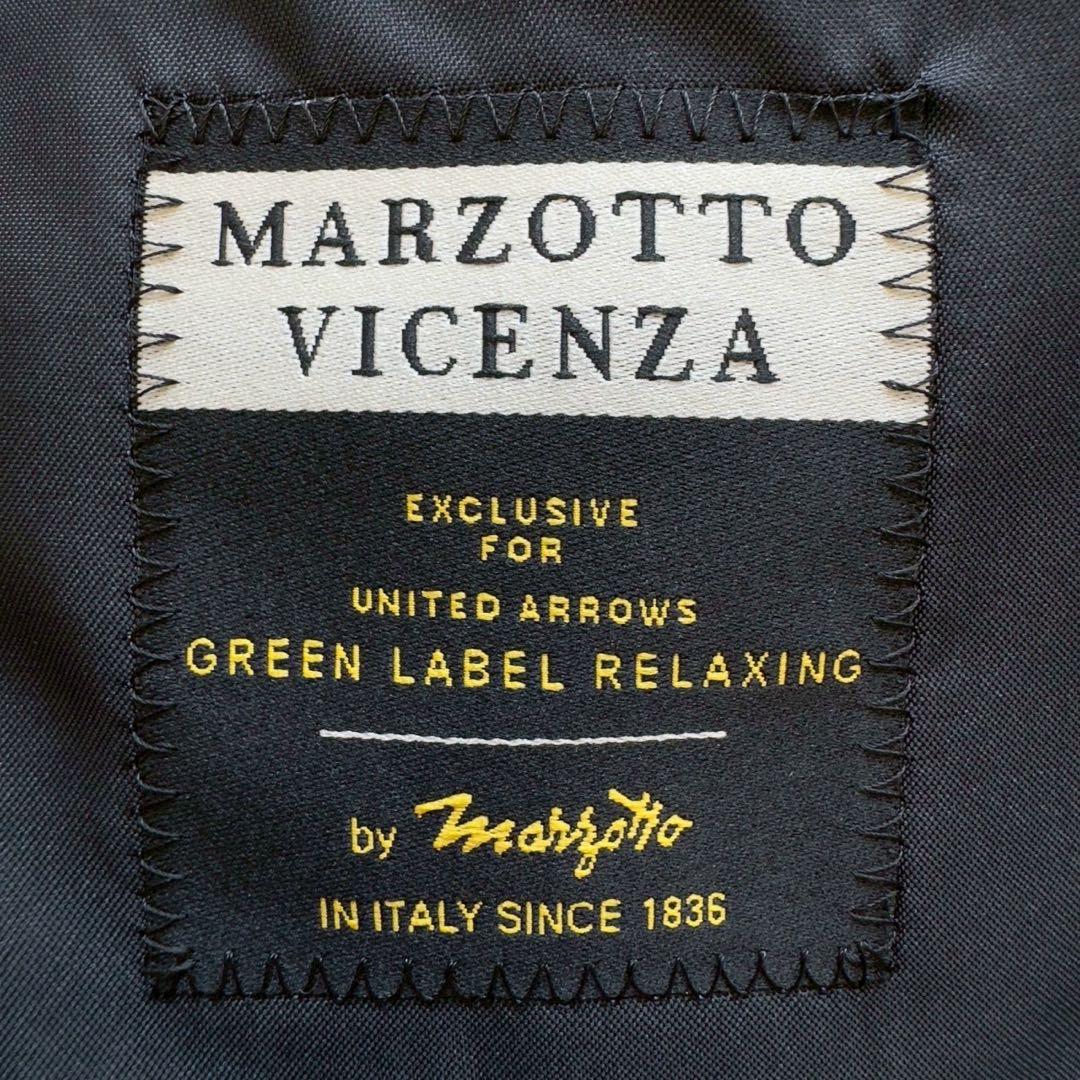 MARZOTTO
VICENZA
EXCLUSIVE
FOR
UNITED ARROWS
GREEN LABEL RELAXING
by Marzotto
IN ITALY SINCE 1836